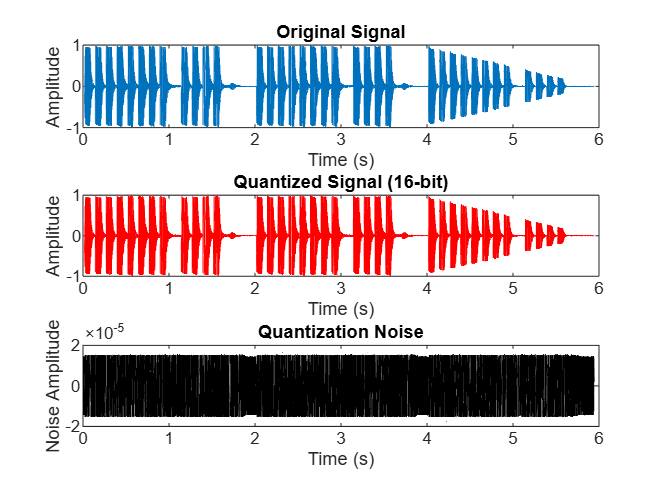 Original Signal
Amplitude
1
0
-1
0 1 2 3 4 5 6
Time (s)
Quantized Signal (16-bit)
Amplitude
1
0
-1
0 1 2 3 4 5 6
Time (s)
×10⁻⁵
Quantization Noise
Noise Amplitude
2
0
-2
0 1 2 3 4 5 6
Time (s)